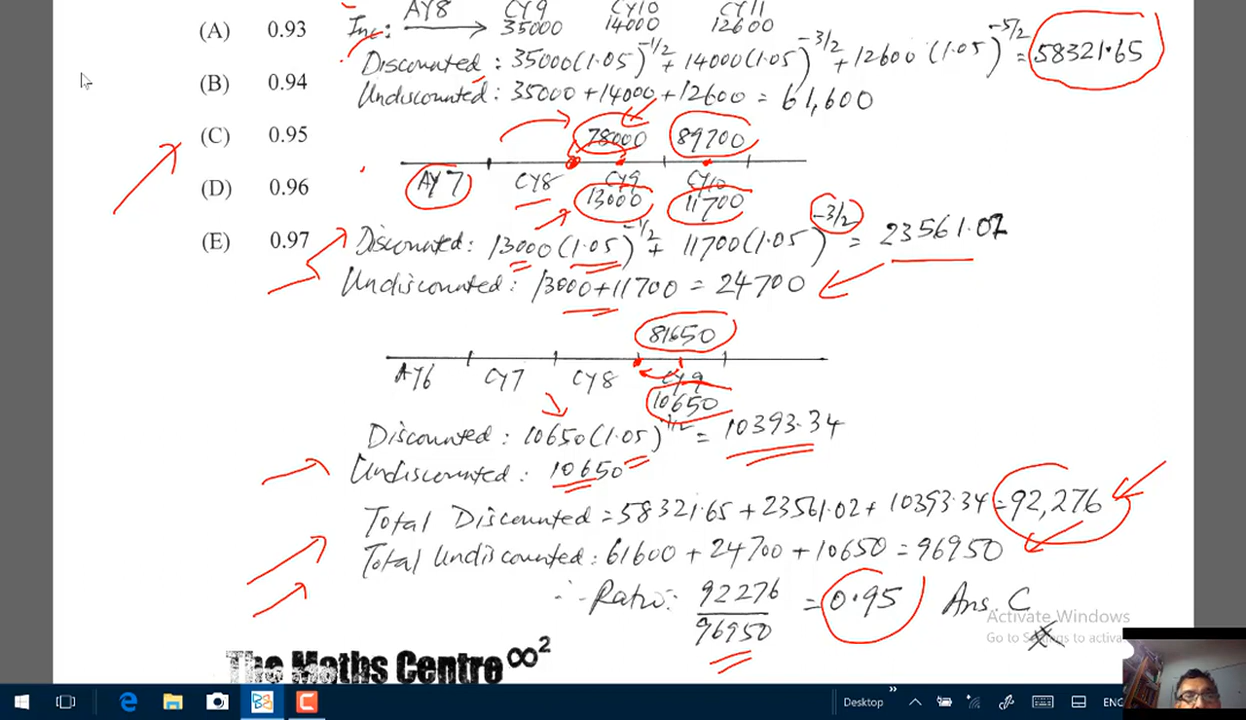 AY8 CY9 CY10 CY11
(A) 0.93 Inc: 35000 14000 12600
Discounted : 35000(1.05)^-1/2 + 14000(1.05)^-3/2 + 12600 (1.05)^-5/2 = 58321.65
(B) 0.94 Undiscounted : 35000 + 14000 + 12600 = 61,600
(C) 0.95 78000 89700
AY7 CY8 CY9 CY10
(D) 0.96 13000 11700
(E) 0.97 Discounted : 13000(1.05)^-1/2 + 11700(1.05)^-3/2 = 23561.02
Undiscounted : 13000+11700 = 24700
81650
AY6 CY7 CY8 CY9
10650
Discounted : 10650(1.05)^-1/2 = 10393.34
Undiscounted : 10650
Total Discounted = 58321.65 + 23561.02 + 10393.34 = 92,276
Total Undiscounted : 61600 + 24700 + 10650 = 96950
∴ Ratio : 92276/96950 = 0.95 Ans. C
Activate Windows
Go to Settings to activa
The Maths Centre ∞²
Desktop » ENG